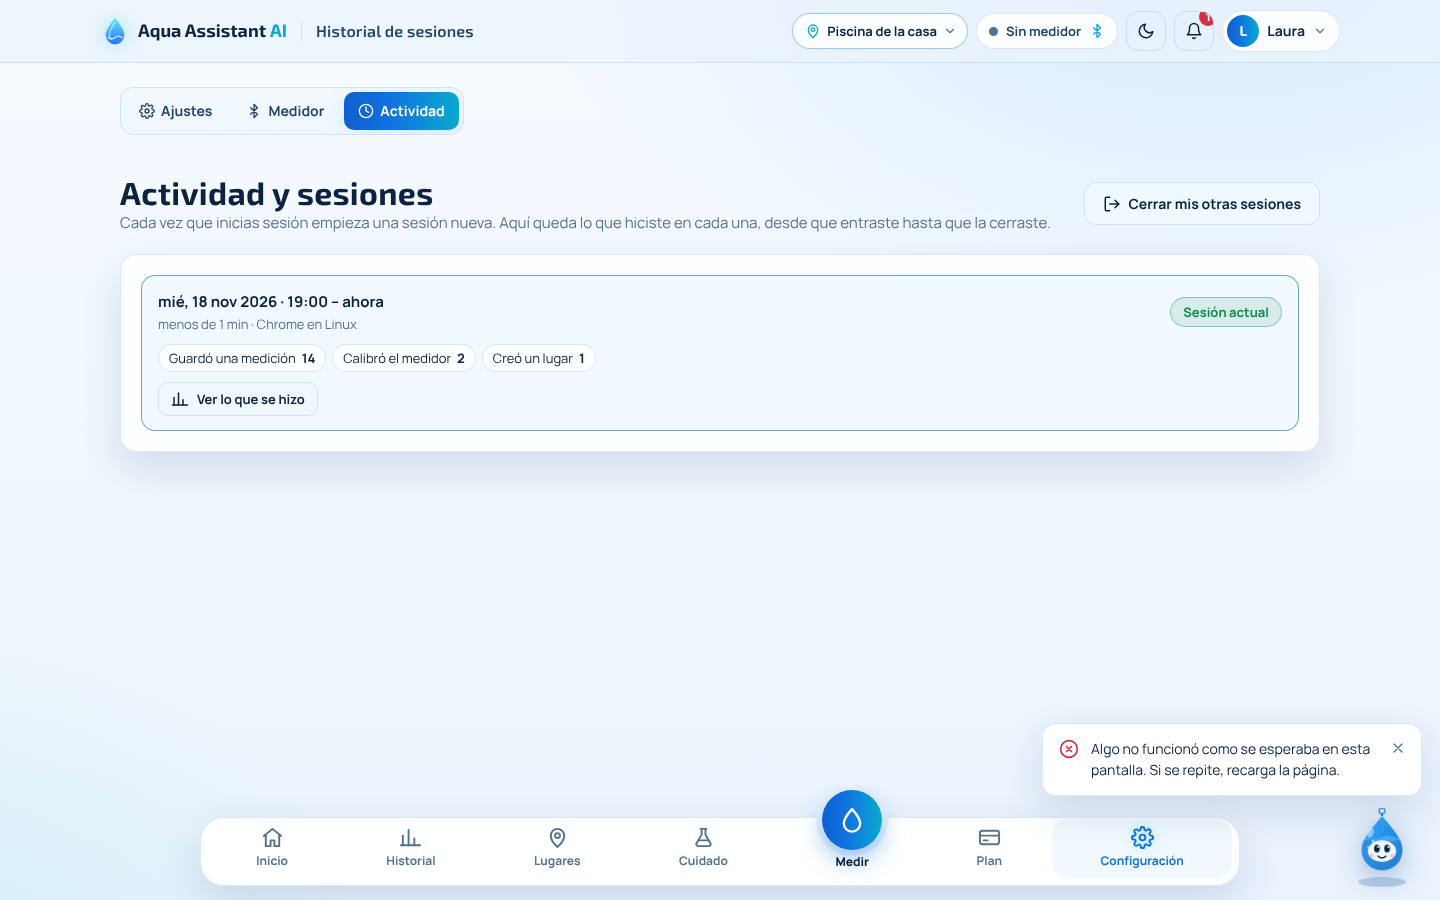 Aqua Assistant AI
Historial de sesiones
Piscina de la casa
Sin medidor
1
L
Laura
Ajustes
Medidor
Actividad
Actividad y sesiones
Cada vez que inicias sesión empieza una sesión nueva. Aquí queda lo que hiciste en cada una, desde que entraste hasta que la cerraste.
Cerrar mis otras sesiones
mié, 18 nov 2026 · 19:00 – ahora
menos de 1 min · Chrome en Linux
Sesión actual
Guardó una medición 14
Calibró el medidor 2
Creó un lugar 1
Ver lo que se hizo
Algo no funcionó como se esperaba en esta
pantalla. Si se repite, recarga la página.
Inicio
Historial
Lugares
Cuidado
Medir
Plan
Configuración